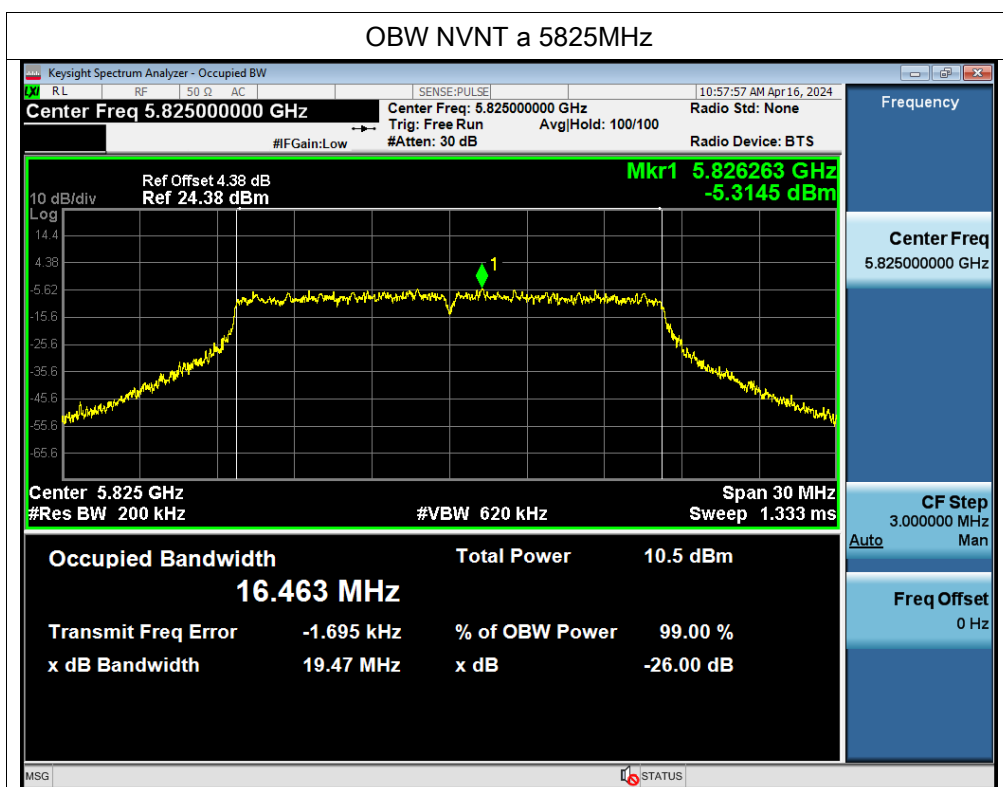 OBW NVNT a 5825MHz
Keysight Spectrum Analyzer - Occupied BW
LXI RL RF 50 Ω AC SENSE:PULSE 10:57:57 AM Apr 16, 2024
Center Freq 5.825000000 GHz
Center Freq: 5.825000000 GHz
Radio Std: None
Trig: Free Run Avg|Hold: 100/100
#IFGain:Low #Atten: 30 dB Radio Device: BTS
Mkr1 5.826263 GHz
-5.3145 dBm
Ref Offset 4.38 dB
10 dB/div Ref 24.38 dBm
Log
14.4
4.38
-5.62
-15.6
-25.6
-35.6
-45.6
-55.6
-65.6
1
Center 5.825 GHz Span 30 MHz
#Res BW 200 kHz #VBW 620 kHz Sweep 1.333 ms
Occupied Bandwidth Total Power 10.5 dBm
16.463 MHz
Transmit Freq Error -1.695 kHz % of OBW Power 99.00 %
x dB Bandwidth 19.47 MHz x dB -26.00 dB
MSG STATUS
Frequency
Center Freq
5.825000000 GHz
CF Step
3.000000 MHz
Auto Man
Freq Offset
0 Hz